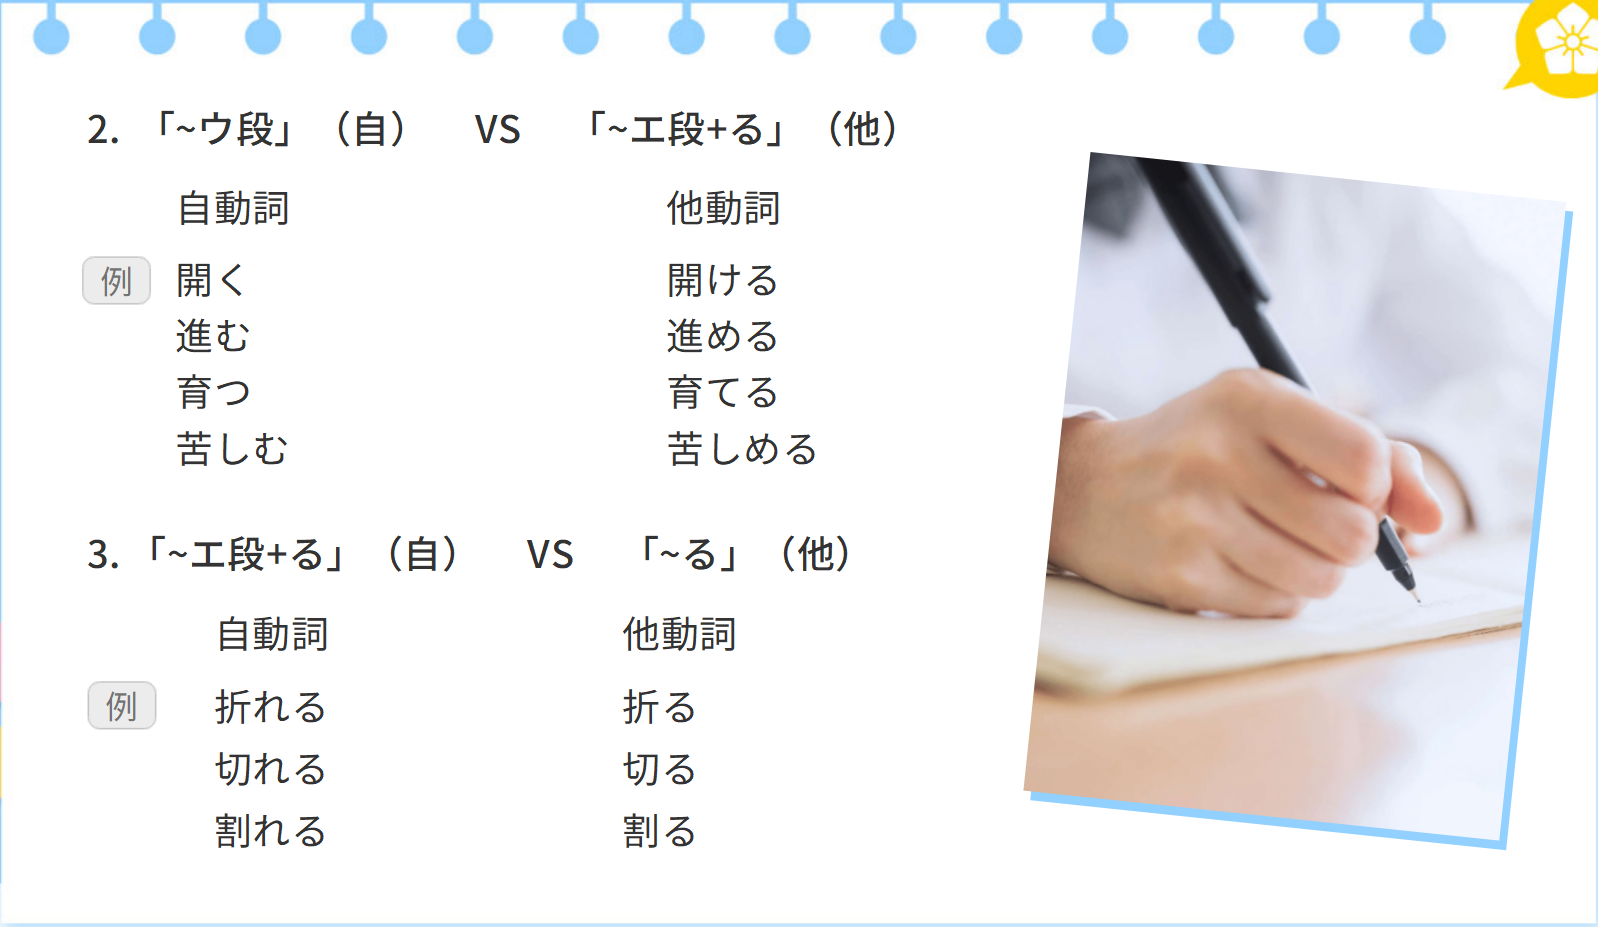 2. 「~ウ段」（自） VS 「~エ段+る」（他）
自動詞 他動詞
例 開く 開ける
進む 進める
育つ 育てる
苦しむ 苦しめる
3. 「~エ段+る」（自） VS 「~る」（他）
自動詞 他動詞
例 折れる 折る
切れる 切る
割れる 割る